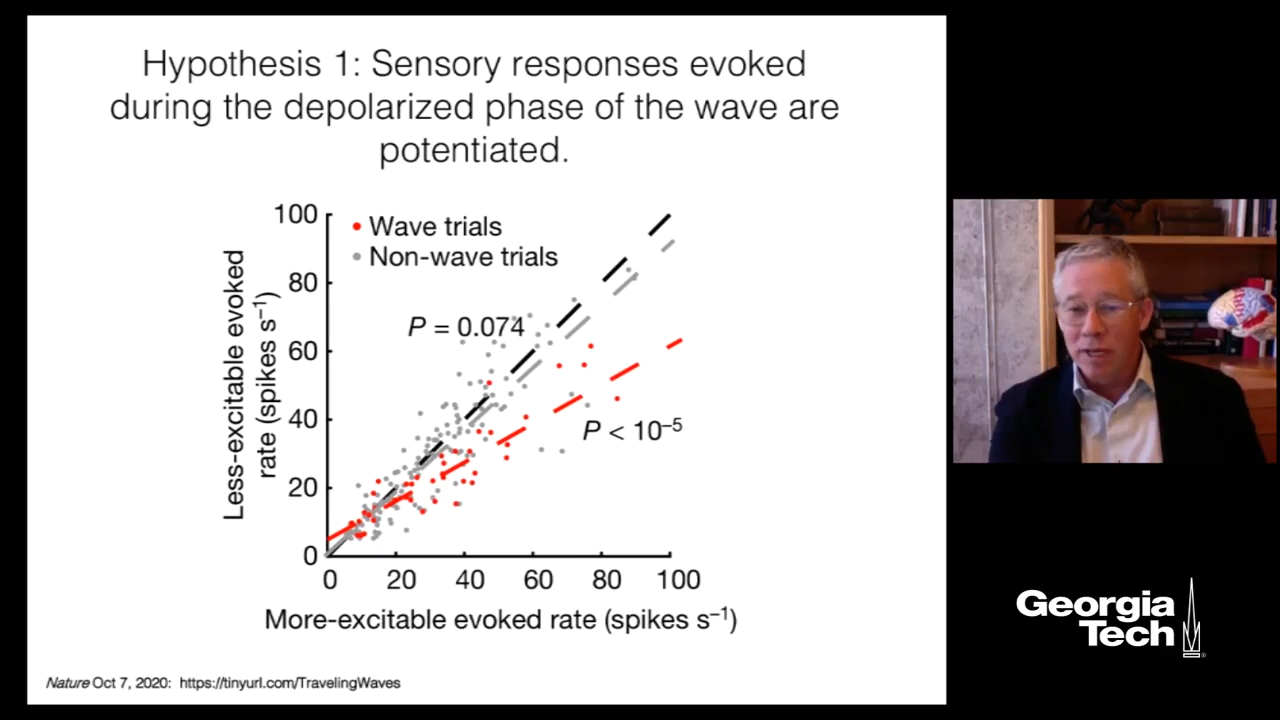 Hypothesis 1: Sensory responses evoked
during the depolarized phase of the wave are
potentiated.
100
80
60
40
20
0
Less-excitable evoked
rate (spikes s⁻¹)
Wave trials
Non-wave trials
P = 0.074
P < 10⁻⁵
0 20 40 60 80 100
More-excitable evoked rate (spikes s⁻¹)
Nature Oct 7, 2020: https://tinyurl.com/TravelingWaves
Georgia
Tech